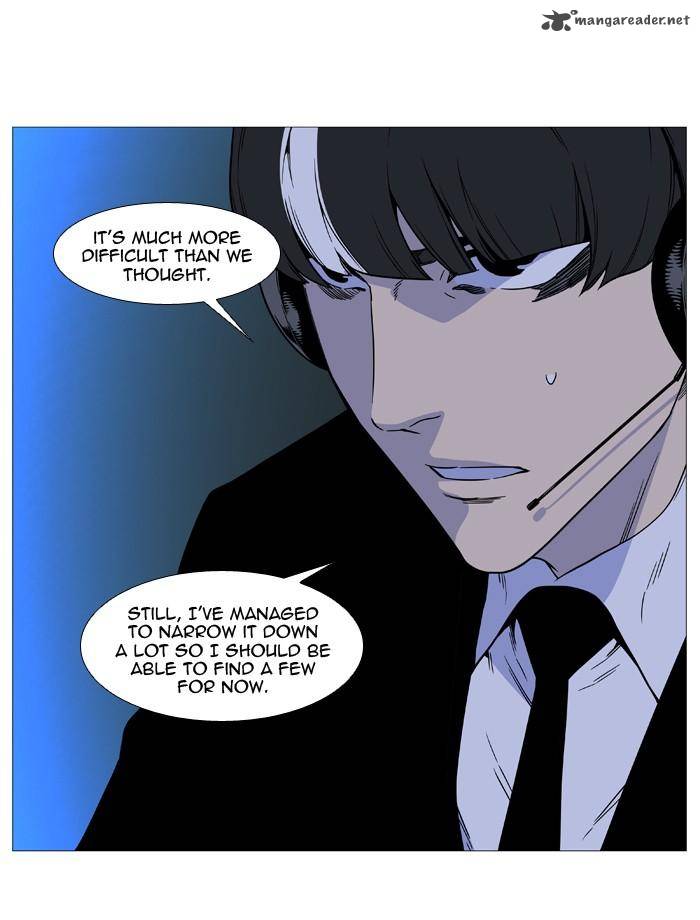 mangareader.net
IT'S MUCH MORE
DIFFICULT THAN WE
THOUGHT.
STILL, I'VE MANAGED
TO NARROW IT DOWN
A LOT SO I SHOULD BE
ABLE TO FIND A FEW
FOR NOW.